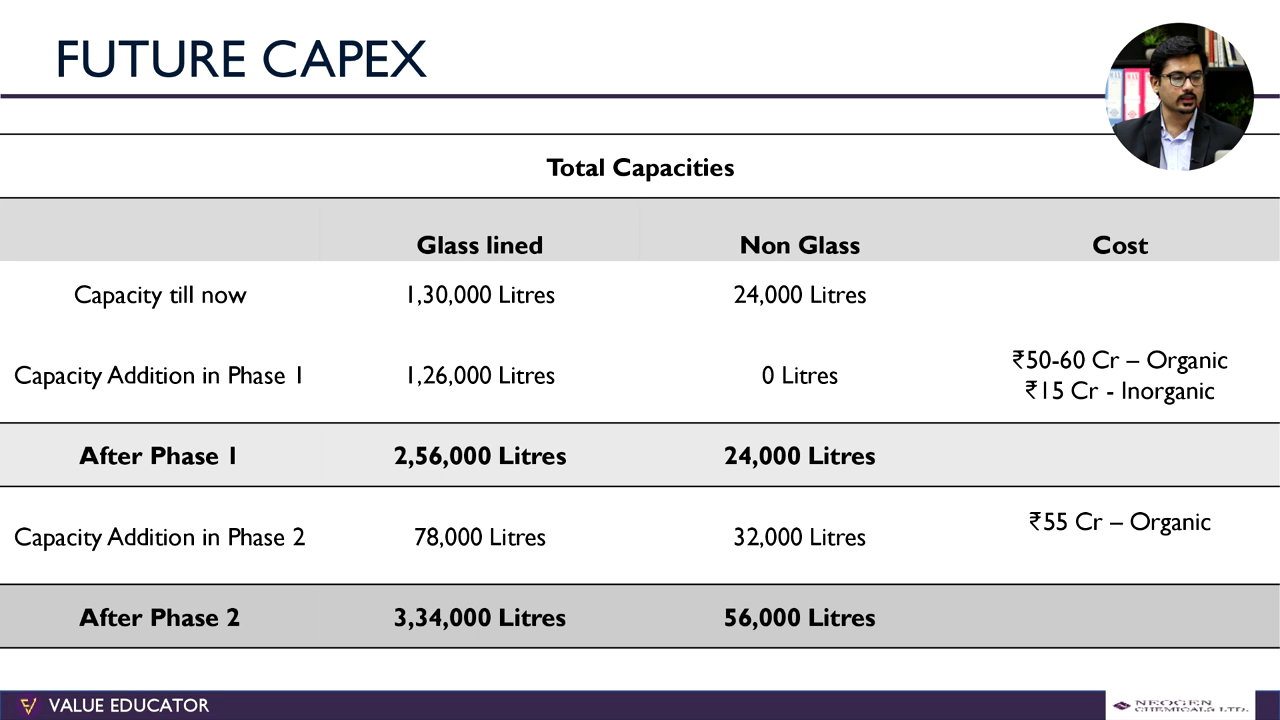 FUTURE CAPEX
Total Capacities
Glass lined Non Glass Cost
Capacity till now 1,30,000 Litres 24,000 Litres
Capacity Addition in Phase 1 1,26,000 Litres 0 Litres ₹50-60 Cr – Organic
₹15 Cr - Inorganic
After Phase 1 2,56,000 Litres 24,000 Litres
Capacity Addition in Phase 2 78,000 Litres 32,000 Litres ₹55 Cr – Organic
After Phase 2 3,34,000 Litres 56,000 Litres
VALUE EDUCATOR
NEOGEN
CHEMICALS LTD.